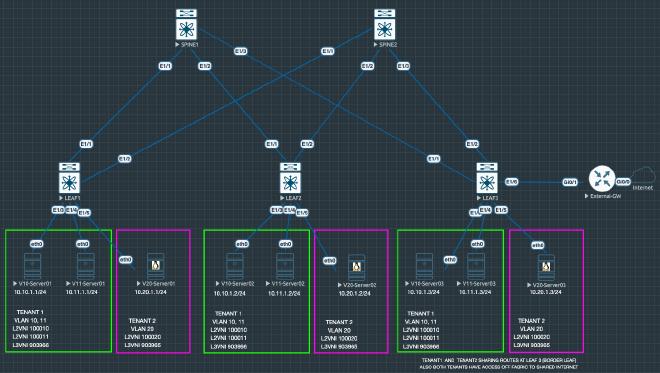 SPINE1
SPINE2
E1/3
E1/1
E1/1
E1/2
E1/2
E1/3
E1/1
E1/2
E1/1
E1/2
E1/1
E1/2
LEAF1
LEAF2
LEAF3
E1/6
Gi0/1
Gi0/0
External-GW
Internet
E1/3
E1/4
E1/5
E1/3
E1/4
E1/5
E1/4
E1/5
eth0
eth0
eth0
eth0
eth0
eth0
eth0
eth0
eth0
V10-Server01
V11-Server01
V20-Server01
V10-Server02
V11-Server02
V20-Server02
V10-Server03
V11-Server03
V20-Server03
10.10.1.1/24
10.11.1.1/24
10.20.1.1/24
10.10.1.2/24
10.11.1.2/24
10.20.1.2/24
10.10.1.3/24
10.11.1.3/24
10.20.1.3/24
TENANT 1
VLAN 10, 11
L2VNI 100010
L2VNI 100011
L3VNI 903966
TENANT 2
VLAN 20
L2VNI 100020
L3VNI 903965
TENANT 1
VLAN 10, 11
L2VNI 100010
L2VNI 100011
L3VNI 903966
TENANT 2
VLAN 20
L2VNI 100020
L3VNI 903965
TENANT 1
VLAN 10, 11
L2VNI 100010
L2VNI 100011
L3VNI 903966
TENANT 2
VLAN 20
L2VNI 100020
L3VNI 903965
TENANT1 AND TENANT2 SHARING ROUTES AT LEAF 3 (BORDER LEAF)
ALSO BOTH TENANTS HAVE ACCESS OFF FABRIC TO SHARED INTERNET